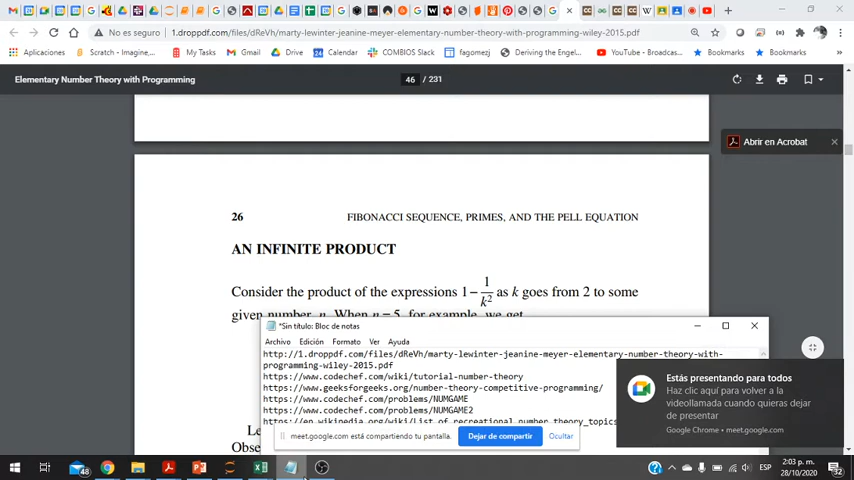 No es seguro | 1.droppdf.com/files/dReVh/marty-lewinter-jeanine-meyer-elementary-number-theory-with-programming-wiley-2015.pdf
Aplicaciones Scratch - Imagine,... My Tasks Gmail Drive Calendar COMBIOS Slack fagomezj Deriving the Engel... YouTube - Broadcas... Bookmarks Bookmarks
Elementary Number Theory with Programming
46 / 231
Abrir en Acrobat
26 FIBONACCI SEQUENCE, PRIMES, AND THE PELL EQUATION
AN INFINITE PRODUCT
Consider the product of the expressions 1 − 1/k² as k goes from 2 to some
given number, n. When n = 5, for example, we get
*Sin título: Bloc de notas
Archivo Edición Formato Ver Ayuda
http://1.droppdf.com/files/dReVh/marty-lewinter-jeanine-meyer-elementary-number-theory-with-
programming-wiley-2015.pdf
https://www.codechef.com/wiki/tutorial-number-theory
https://www.geeksforgeeks.org/number-theory-competitive-programming/
https://www.codechef.com/problems/NUMGAME
https://www.codechef.com/problems/NUMGAME2
https://en.wikipedia.org/wiki/List_of_recreational_number_theory_topics
Le
Obse
meet.google.com está compartiendo tu pantalla. Dejar de compartir Ocultar
Estás presentando para todos
Haz clic aquí para volver a la
videollamada cuando quieras dejar
de presentar
Google Chrome • meet.google.com
48
ESP
2:03 p. m.
28/10/2020
32